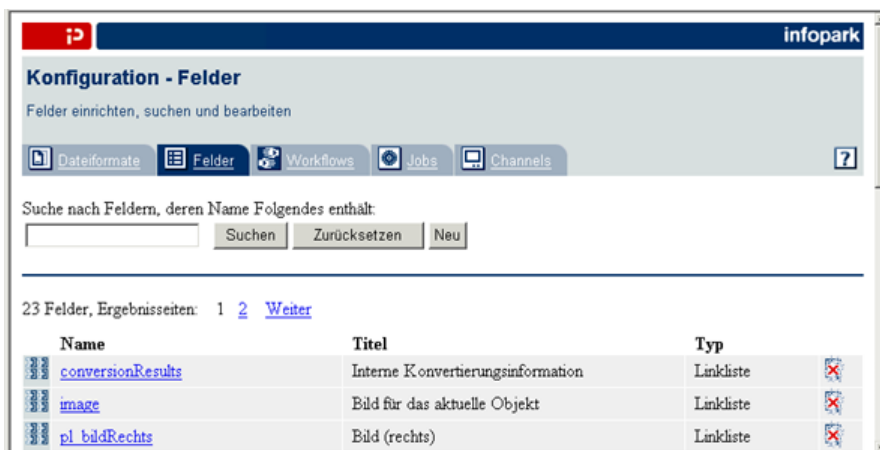 iP infopark
Konfiguration - Felder
Felder einrichten, suchen und bearbeiten
Dateiformate Felder Workflows Jobs Channels ?
Suche nach Feldern, deren Name Folgendes enthält:
Suchen Zurücksetzen Neu
23 Felder, Ergebnisseiten: 1 2 Weiter
Name Titel Typ
conversionResults Interne Konvertierungsinformation Linkliste
image Bild für das aktuelle Objekt Linkliste
pl_bildRechts Bild (rechts) Linkliste